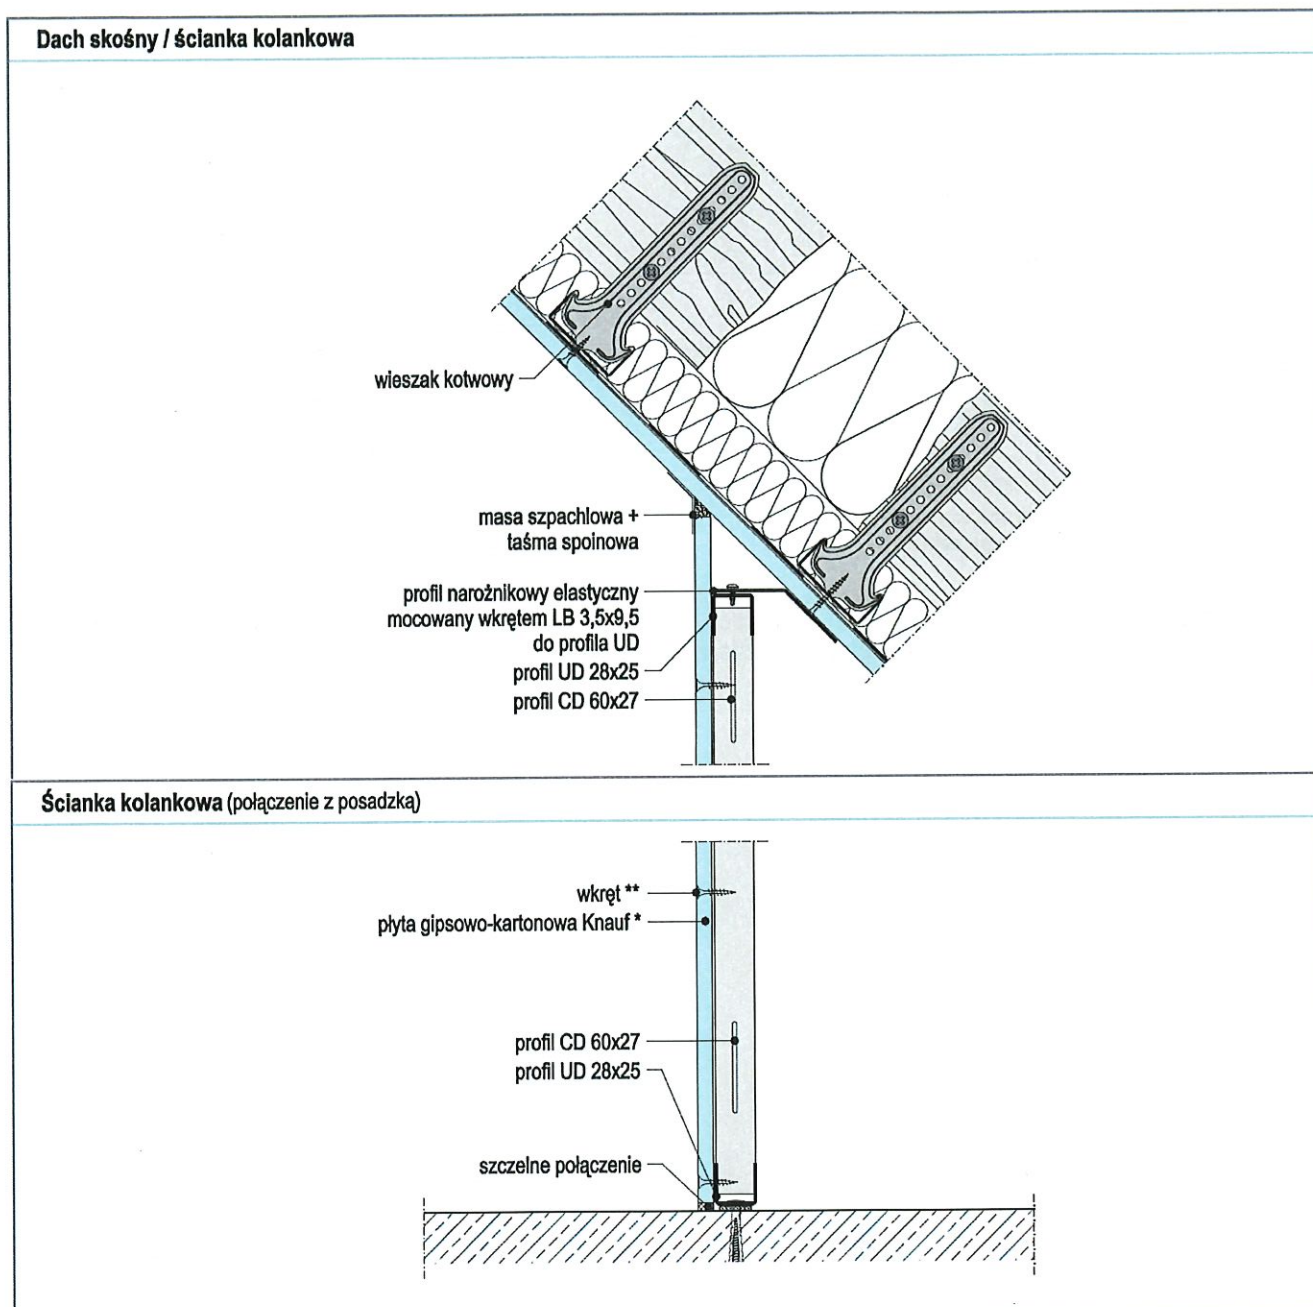 Dach skośny / ścianka kolankowa
wieszak kotwowy
masa szpachlowa +
taśma spoinowa
profil narożnikowy elastyczny
mocowany wkrętem LB 3,5x9,5
do profila UD
profil UD 28x25
profil CD 60x27
Ścianka kolankowa (połączenie z posadzką)
wkręt **
płyta gipsowo-kartonowa Knauf *
profil CD 60x27
profil UD 28x25
szczelne połączenie